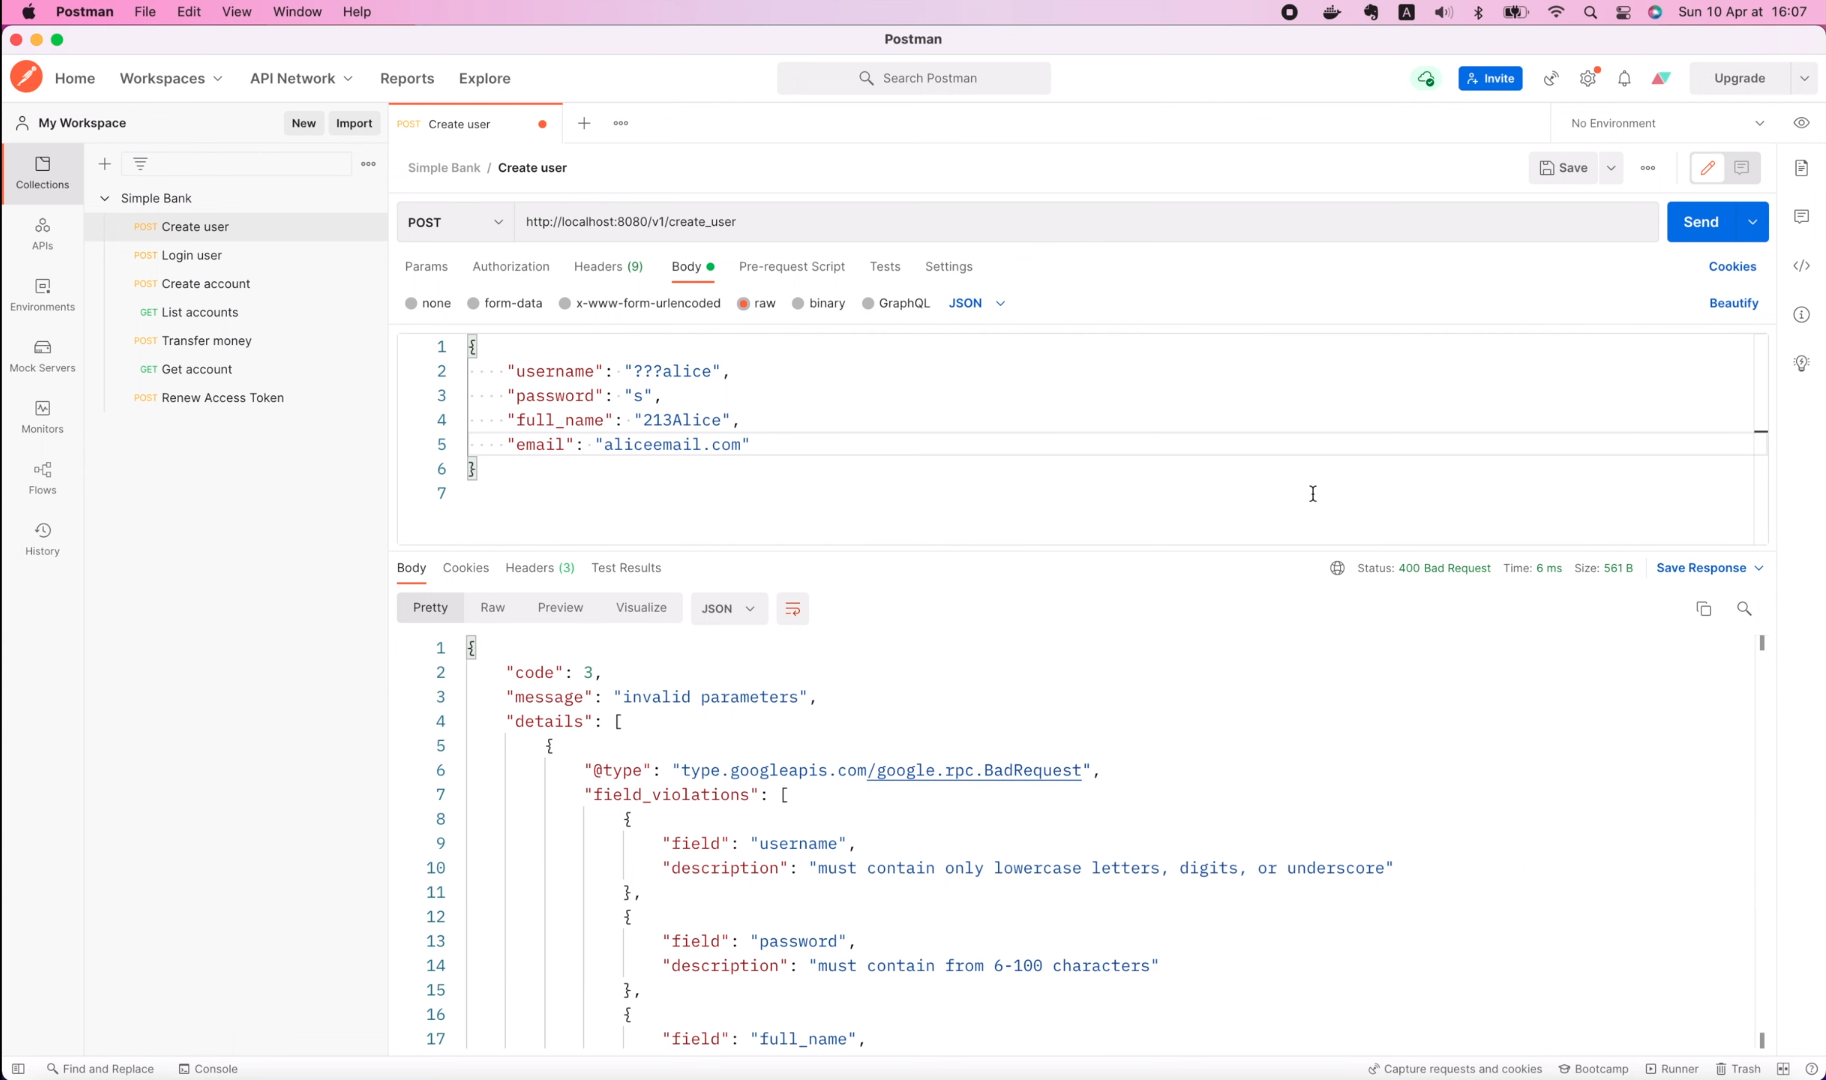 Postman File Edit View Window Help A Sun 10 Apr at 16:07
Postman
Home Workspaces API Network Reports Explore Search Postman Invite Upgrade
My Workspace New Import POST Create user No Environment
Simple Bank / Create user Save
Collections
APIs
Environments
Mock Servers
Monitors
Flows
History
Simple Bank
POST Create user
POST Login user
POST Create account
GET List accounts
POST Transfer money
GET Get account
POST Renew Access Token
POST http://localhost:8080/v1/create_user Send
Params Authorization Headers (9) Body Pre-request Script Tests Settings Cookies
none form-data x-www-form-urlencoded raw binary GraphQL JSON Beautify
1 {
2 "username": "???alice",
3 "password": "s",
4 "full_name": "213Alice",
5 "email": "aliceemail.com"
6 }
7
Body Cookies Headers (3) Test Results Status: 400 Bad Request Time: 6 ms Size: 561 B Save Response
Pretty Raw Preview Visualize JSON
1 {
2 "code": 3,
3 "message": "invalid parameters",
4 "details": [
5 {
6 "@type": "type.googleapis.com/google.rpc.BadRequest",
7 "field_violations": [
8 {
9 "field": "username",
10 "description": "must contain only lowercase letters, digits, or underscore"
11 },
12 {
13 "field": "password",
14 "description": "must contain from 6-100 characters"
15 },
16 {
17 "field": "full_name",
Find and Replace Console Capture requests and cookies Bootcamp Runner Trash